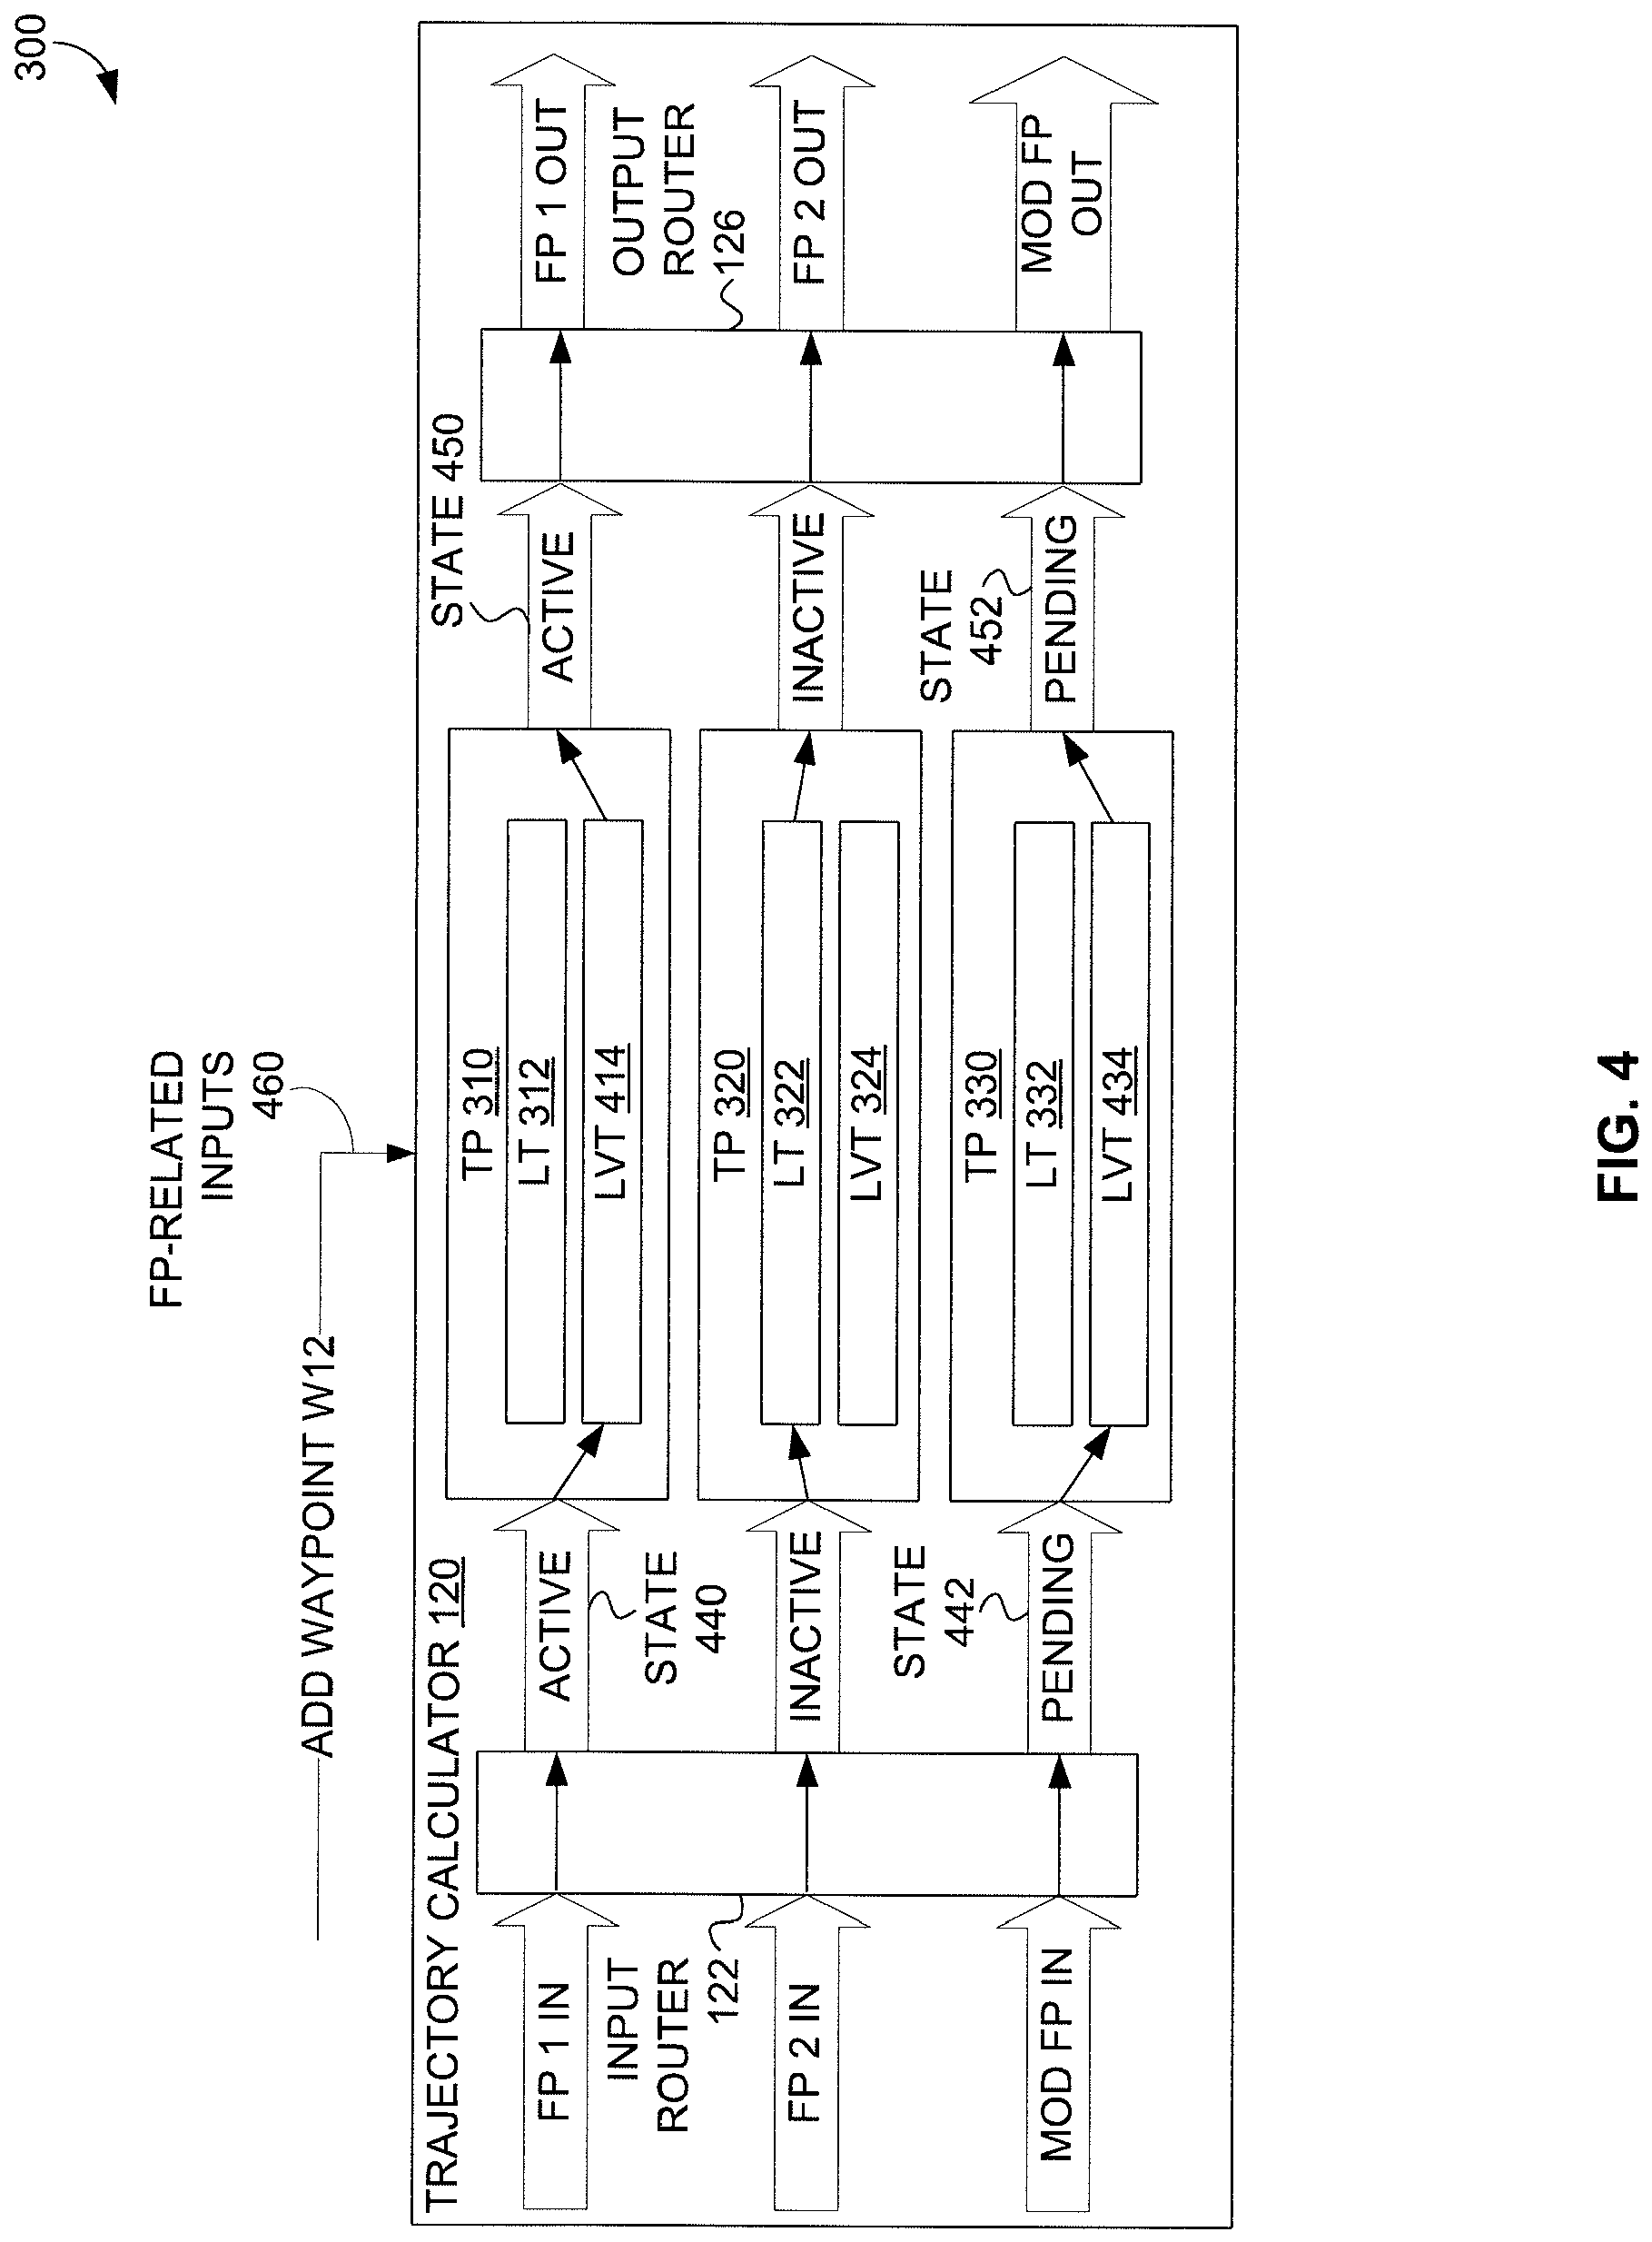 300
FP-RELATED
INPUTS
460
ADD WAYPOINT W12
TRAJECTORY CALCULATOR 120
FP 1 IN
INPUT
ROUTER
122
FP 2 IN
MOD FP IN
ACTIVE
STATE
440
INACTIVE
STATE
442
PENDING
TP 310
LT 312
LVT 414
TP 320
LT 322
LVT 324
TP 330
LT 332
LVT 434
STATE 450
ACTIVE
INACTIVE
STATE
452
PENDING
FP 1 OUT
OUTPUT
ROUTER
126
FP 2 OUT
MOD FP
OUT
FIG. 4